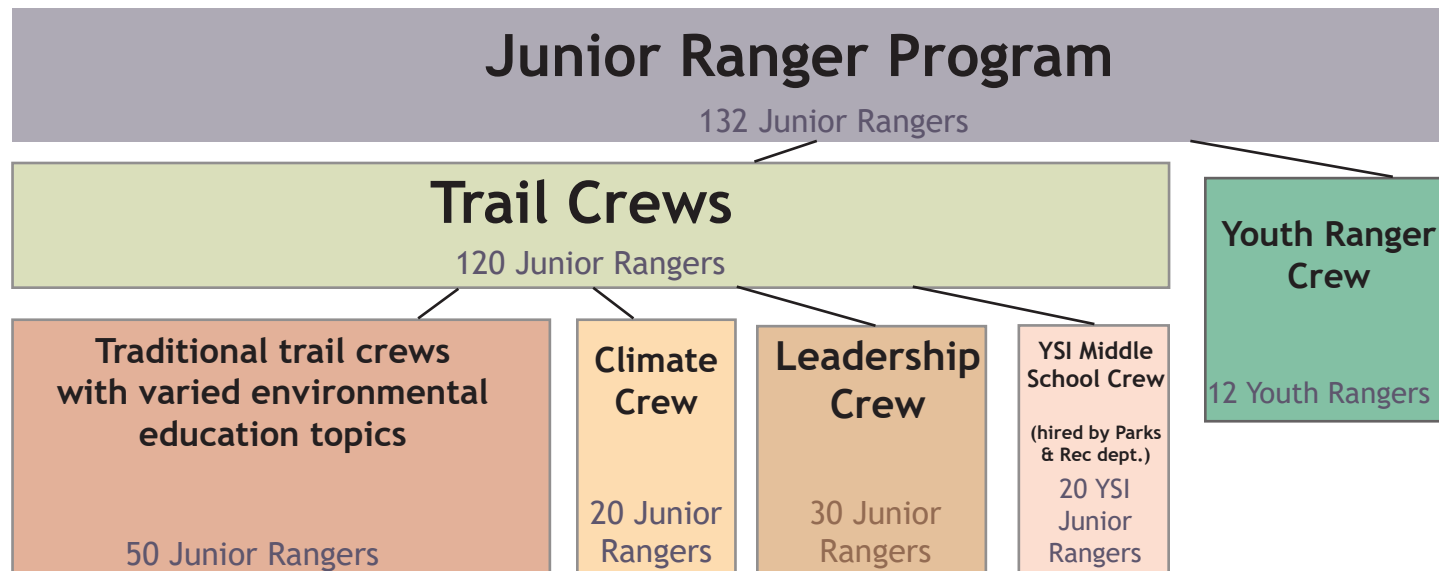 Junior Ranger Program
132 Junior Rangers
Trail Crews
120 Junior Rangers
Youth Ranger
Crew
12 Youth Rangers
Traditional trail crews
with varied environmental
education topics
50 Junior Rangers
Climate
Crew
20 Junior
Rangers
Leadership
Crew
30 Junior
Rangers
YSI Middle
School Crew
(hired by Parks
& Rec dept.)
20 YSI
Junior
Rangers